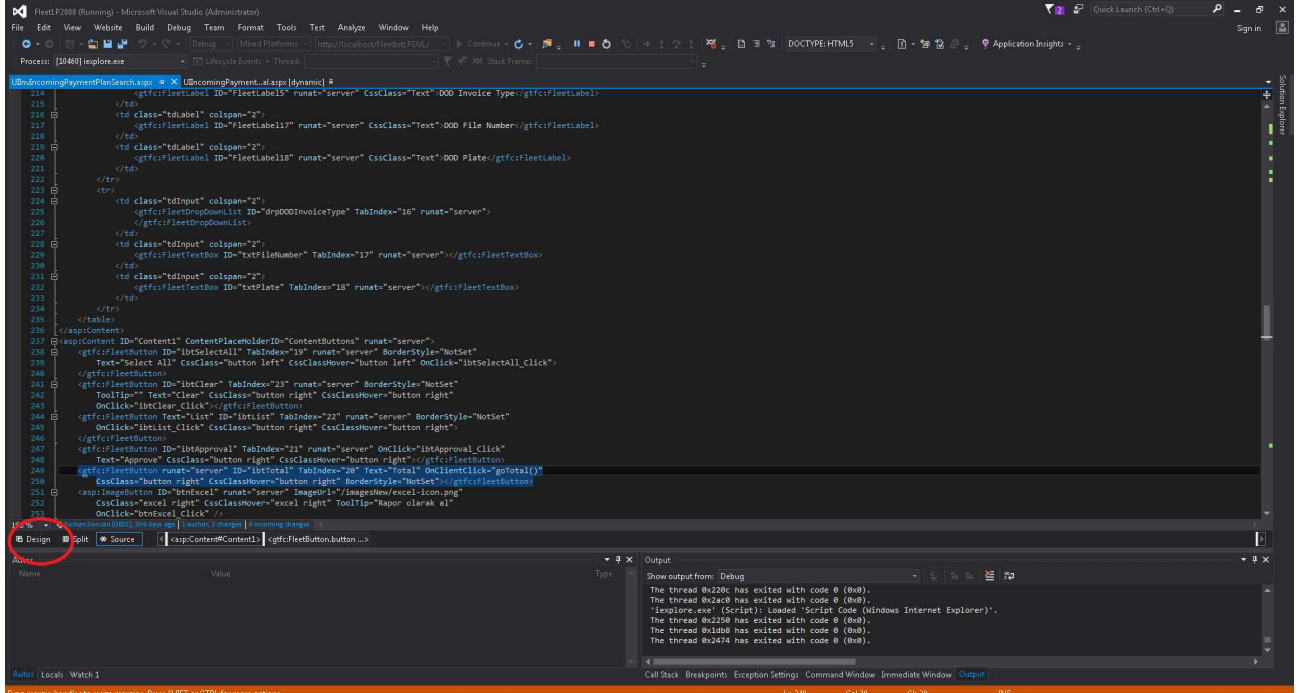 FleetLP2008 (Running) - Microsoft Visual Studio (Administrator)
2
Quick Launch (Ctrl+Q)
File Edit View Website Build Debug Team Format Tools Test Analyze Window Help
Sign in
Debug Mixed Platforms http://localhost/FleetIntLPDVL/ Continue DOCTYPE: HTML5 Application Insights
Process: [10460] iexplore.exe Lifecycle Events Thread: Stack Frame:
UIInvIncomingPaymentPlanSearch.aspx UIIncomingPayment...al.aspx [dynamic]
Solution Explorer
214 <gtfc:FleetLabel ID="FleetLabel5" runat="server" CssClass="Text">DOD Invoice Type</gtfc:FleetLabel>
215 </td>
216 <td class="tdLabel" colspan="2">
217 <gtfc:FleetLabel ID="FleetLabel17" runat="server" CssClass="Text">DOD File Number</gtfc:FleetLabel>
218 </td>
219 <td class="tdLabel" colspan="2">
220 <gtfc:FleetLabel ID="FleetLabel18" runat="server" CssClass="Text">DOD Plate</gtfc:FleetLabel>
221 </td>
222 </tr>
223 <tr>
224 <td class="tdInput" colspan="2">
225 <gtfc:FleetDropDownList ID="drpDODInvoiceType" TabIndex="16" runat="server">
226 </gtfc:FleetDropDownList>
227 </td>
228 <td class="tdInput" colspan="2">
229 <gtfc:FleetTextBox ID="txtFileNumber" TabIndex="17" runat="server"></gtfc:FleetTextBox>
230 </td>
231 <td class="tdInput" colspan="2">
232 <gtfc:FleetTextBox ID="txtPlate" TabIndex="18" runat="server"></gtfc:FleetTextBox>
233 </td>
234 </tr>
235 </table>
236 </asp:Content>
237 <asp:Content ID="Content1" ContentPlaceHolderID="ContentButtons" runat="server">
238 <gtfc:FleetButton ID="ibtSelectAll" TabIndex="19" runat="server" BorderStyle="NotSet"
239 Text="Select All" CssClass="button left" CssClassHover="button left" OnClick="ibtSelectAll_Click">
240 </gtfc:FleetButton>
241 <gtfc:FleetButton ID="ibtClear" TabIndex="23" runat="server" BorderStyle="NotSet"
242 ToolTip="" Text="Clear" CssClass="button right" CssClassHover="button right"
243 OnClick="ibtClear_Click"></gtfc:FleetButton>
244 <gtfc:FleetButton Text="List" ID="ibtList" TabIndex="22" runat="server" BorderStyle="NotSet"
245 OnClick="ibtList_Click" CssClass="button right" CssClassHover="button right">
246 </gtfc:FleetButton>
247 <gtfc:FleetButton ID="ibtApproval" TabIndex="21" runat="server" OnClick="ibtApproval_Click"
248 Text="Approve" CssClass="button right" CssClassHover="button right"></gtfc:FleetButton>
249 <gtfc:FleetButton runat="server" ID="ibtTotal" TabIndex="20" Text="Total" OnClientClick="goTotal()"
250 CssClass="button right" CssClassHover="button right" BorderStyle="NotSet"></gtfc:FleetButton>
251 <asp:ImageButton ID="btnExcel" runat="server" ImageUrl="/imagesNew/excel-icon.png"
252 CssClass="excel right" CssClassHover="excel right" ToolTip="Rapor olarak al"
253 OnClick="btnExcel_Click" />
399 days ago 1 author, 3 changes 0 incoming changes
Design Split Source <asp:Content#Content1> <gtfc:FleetButton.button ...>
Autos
Name Value Type
Output
Show output from: Debug
The thread 0x220c has exited with code 0 (0x0).
The thread 0x2ac0 has exited with code 0 (0x0).
'iexplore.exe' (Script): Loaded 'Script Code (Windows Internet Explorer)'.
The thread 0x2250 has exited with code 0 (0x0).
The thread 0x1db8 has exited with code 0 (0x0).
The thread 0x2474 has exited with code 0 (0x0).
Autos Locals Watch 1
Call Stack Breakpoints Exception Settings Command Window Immediate Window Output